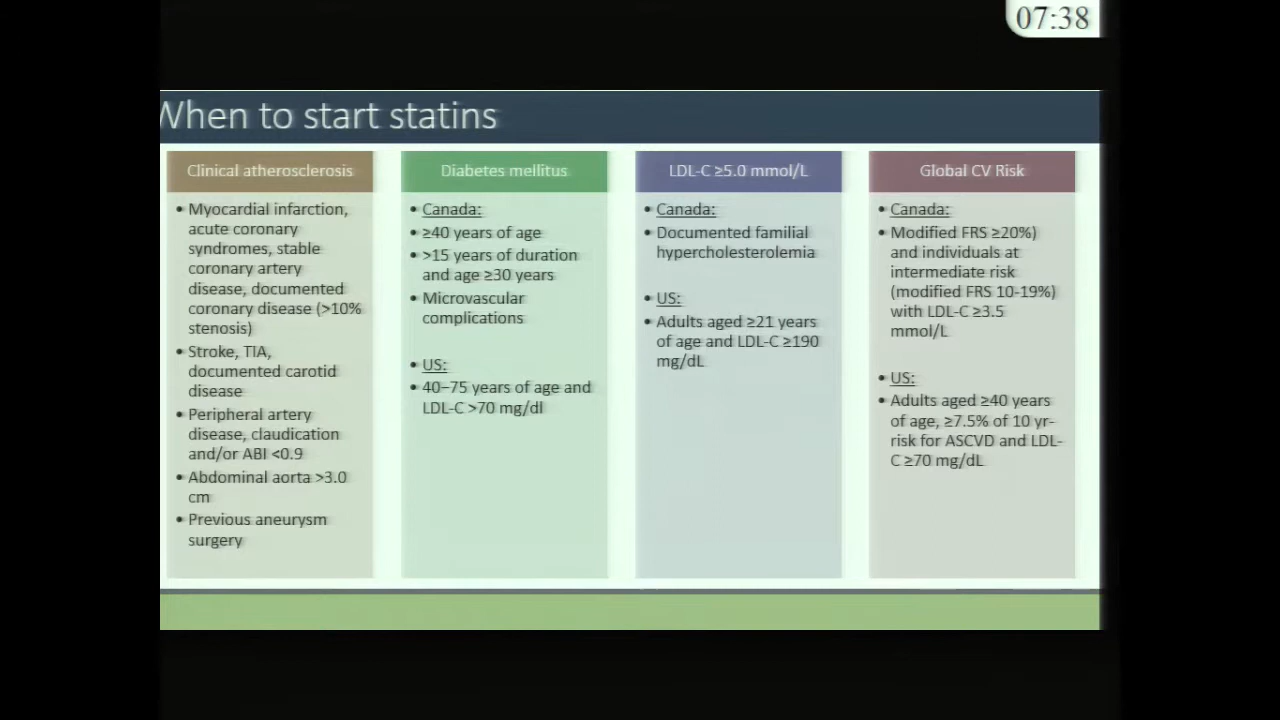 07:38
When to start statins
Clinical atherosclerosis
• Myocardial infarction,
acute coronary
syndromes, stable
coronary artery
disease, documented
coronary disease (>10%
stenosis)
• Stroke, TIA,
documented carotid
disease
• Peripheral artery
disease, claudication
and/or ABI <0.9
• Abdominal aorta >3.0
cm
• Previous aneurysm
surgery
Diabetes mellitus
• Canada:
• ≥40 years of age
• >15 years of duration
and age ≥30 years
• Microvascular
complications
• US:
• 40–75 years of age and
LDL-C >70 mg/dl
LDL-C ≥5.0 mmol/L
• Canada:
• Documented familial
hypercholesterolemia
• US:
• Adults aged ≥21 years
of age and LDL-C ≥190
mg/dL
Global CV Risk
• Canada:
• Modified FRS ≥20%)
and individuals at
intermediate risk
(modified FRS 10-19%)
with LDL-C ≥3.5
mmol/L
• US:
• Adults aged ≥40 years
of age, ≥7.5% of 10 yr-
risk for ASCVD and LDL-
C ≥70 mg/dL